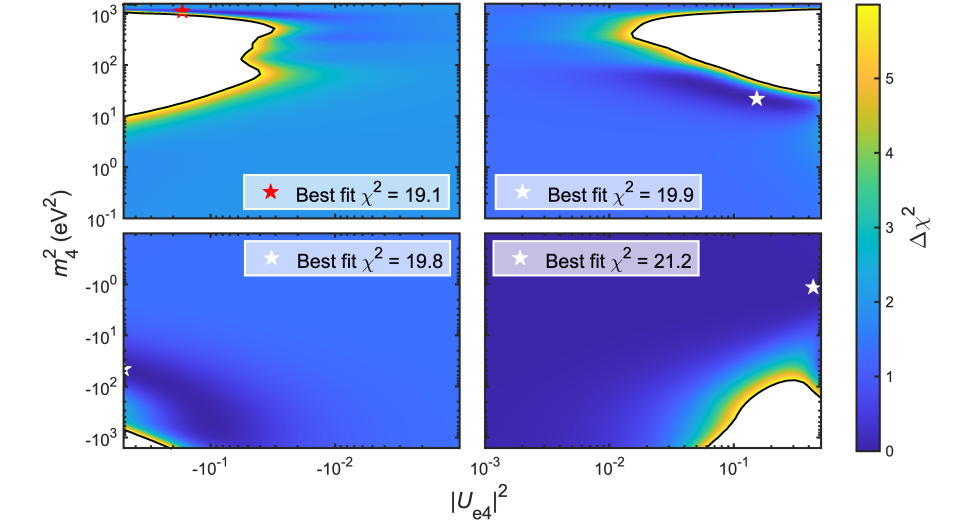 10³
10²
10¹
10⁰
10⁻¹
Best fit χ² = 19.1
Best fit χ² = 19.9
m₄² (eV²)
-10⁰
-10¹
-10²
-10³
Best fit χ² = 19.8
Best fit χ² = 21.2
-10⁻¹
-10⁻²
10⁻³
10⁻²
10⁻¹
|Uₑ₄|²
5
4
3
2
1
0
Δχ²